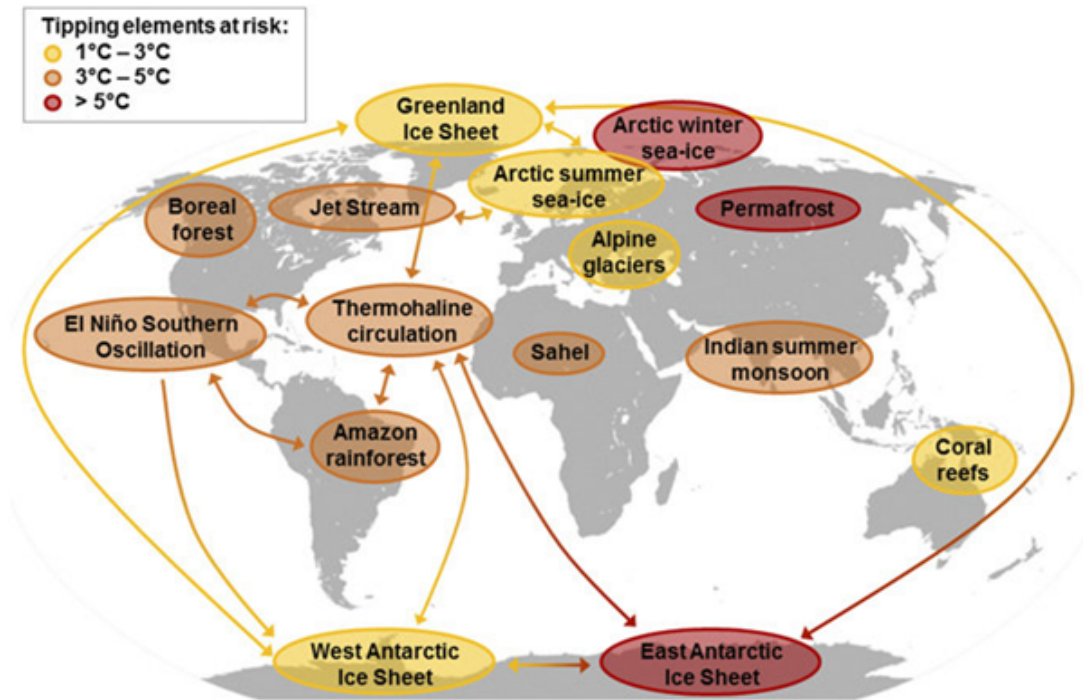 Tipping elements at risk:
1°C – 3°C
3°C – 5°C
> 5°C
Greenland
Ice Sheet
Arctic winter
sea-ice
Arctic summer
sea-ice
Boreal
forest
Jet Stream
Permafrost
Alpine
glaciers
El Niño Southern
Oscillation
Thermohaline
circulation
Sahel
Indian summer
monsoon
Amazon
rainforest
Coral
reefs
West Antarctic
Ice Sheet
East Antarctic
Ice Sheet